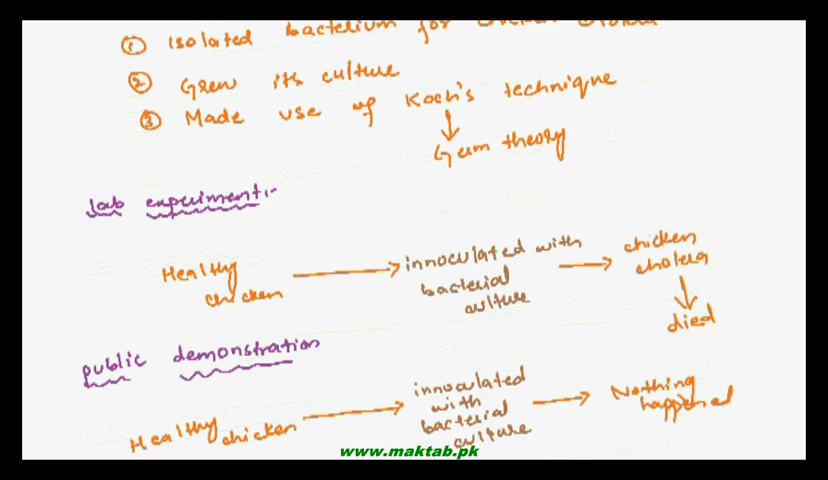 ① Isolated bacterium for chicken cholera
② Grew its culture
③ Made use of Koch's technique
Germ theory
lab experiment:-
Healthy chicken
innoculated with bacterial culture
chicken cholera
died
public demonstration
Healthy chicken
innoculated with bacterial culture
Nothing happened
www.maktab.pk